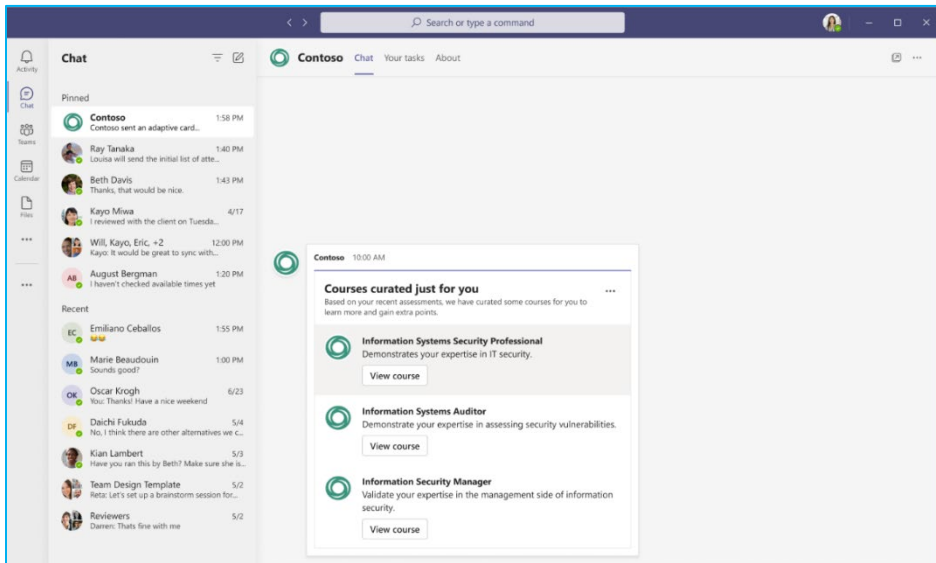 Search or type a command
Activity
Chat
Teams
Calendar
Files
Chat
Pinned
Contoso 1:58 PM
Contoso sent an adaptive card...
Ray Tanaka 1:40 PM
Louisa will send the initial list of atte...
Beth Davis 1:43 PM
Thanks, that would be nice.
Kayo Miwa 4/17
I reviewed with the client on Tuesda...
Will, Kayo, Eric, +2 12:00 PM
Kayo: It would be great to sync with...
AB
August Bergman 1:20 PM
I haven't checked available times yet
Recent
EC
Emiliano Ceballos 1:55 PM
MB
Marie Beaudouin 1:00 PM
Sounds good?
OK
Oscar Krogh 6/23
You: Thanks! Have a nice weekend
DF
Daichi Fukuda 5/4
No, I think there are other alternatives we c...
Kian Lambert 5/3
Have you ran this by Beth? Make sure she is...
Team Design Template 5/2
Reta: Let's set up a brainstorm session for...
Reviewers 5/2
Darren: Thats fine with me
Contoso Chat Your tasks About
Contoso 10:00 AM
Courses curated just for you
Based on your recent assessments, we have curated some courses for you to
learn more and gain extra points.
Information Systems Security Professional
Demonstrates your expertise in IT security.
View course
Information Systems Auditor
Demonstrate your expertise in assessing security vulnerabilities.
View course
Information Security Manager
Validate your expertise in the management side of information
security.
View course